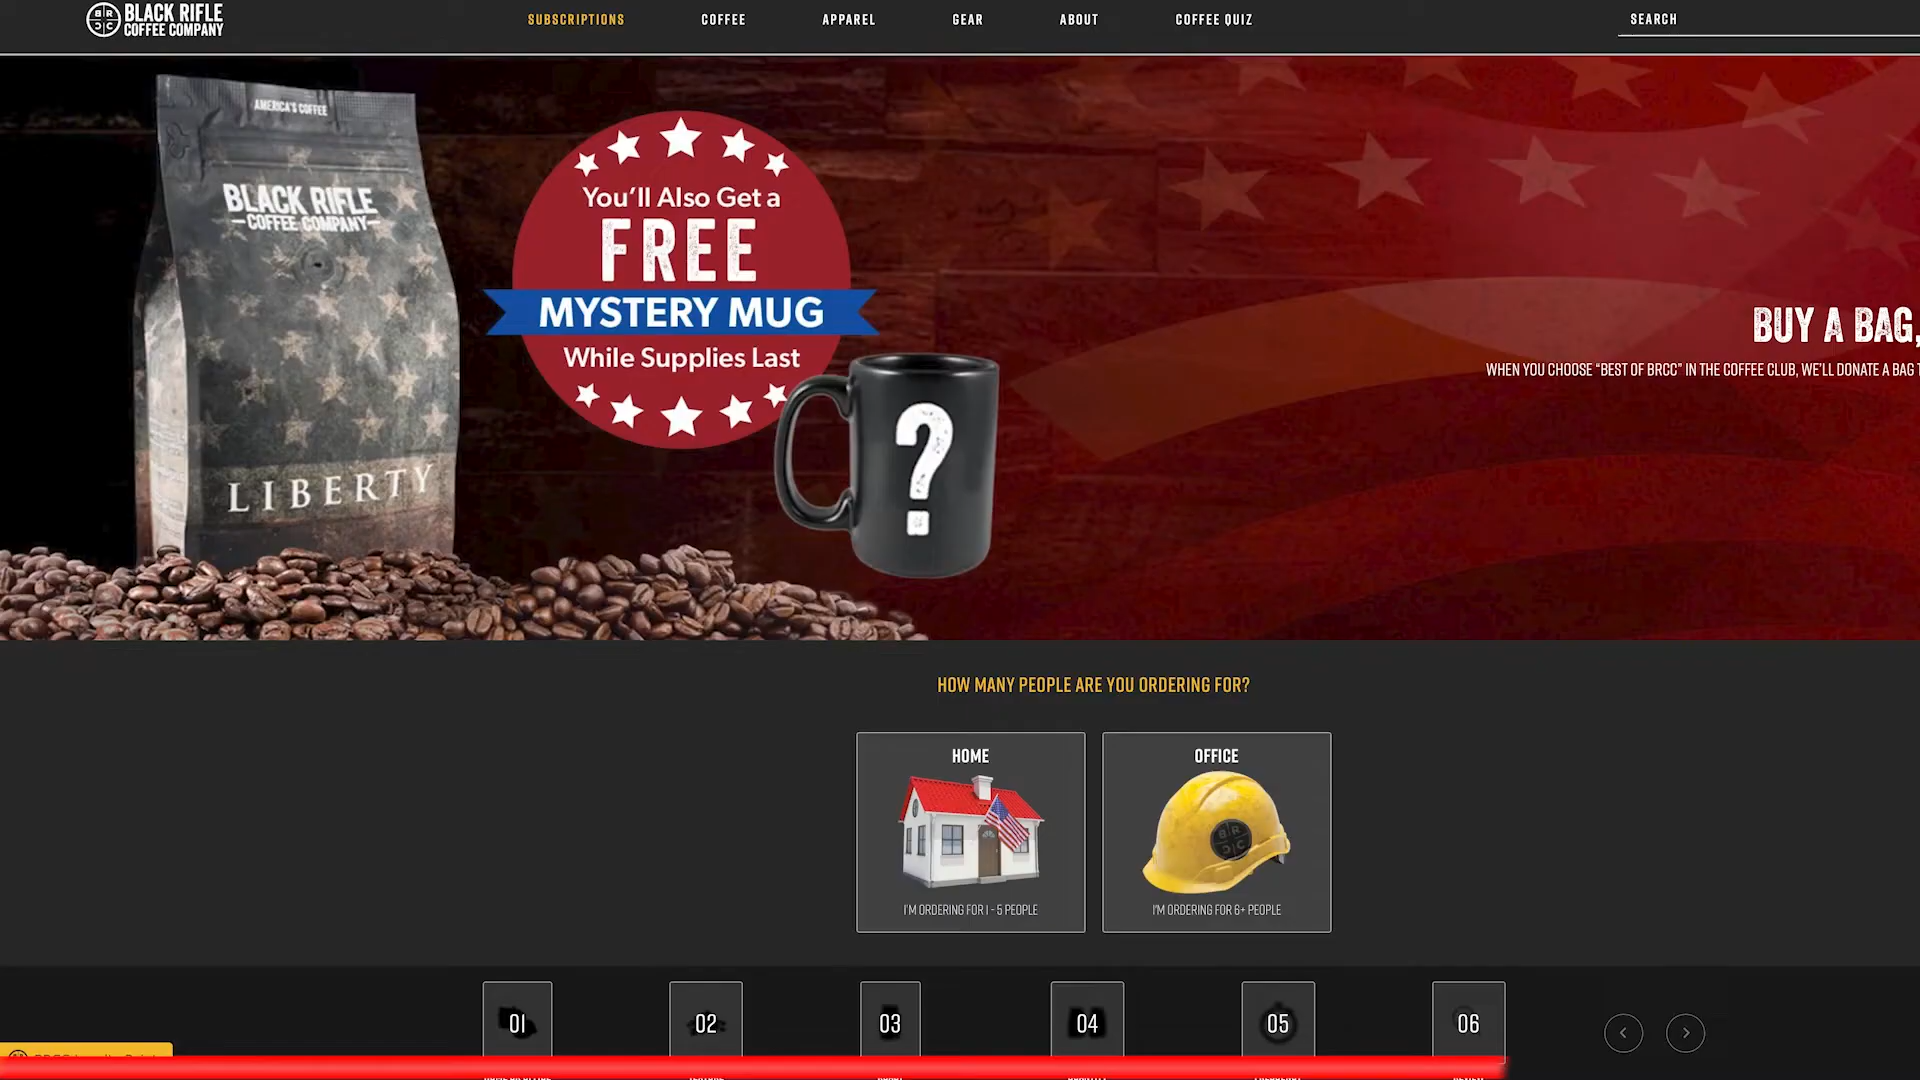 BLACK RIFLE
COFFEE COMPANY
SUBSCRIPTIONS
COFFEE
APPAREL
GEAR
ABOUT
COFFEE QUIZ
SEARCH
AMERICA'S COFFEE
BLACK RIFLE
COFFEE COMPANY
LIBERTY
You'll Also Get a
FREE
MYSTERY MUG
While Supplies Last
?
BUY A BAG,
WHEN YOU CHOOSE “BEST OF BRCC” IN THE COFFEE CLUB, WE'LL DONATE A BAG
HOW MANY PEOPLE ARE YOU ORDERING FOR?
HOME
I'M ORDERING FOR 1 - 5 PEOPLE
OFFICE
I'M ORDERING FOR 6+ PEOPLE
01
02
03
04
05
06